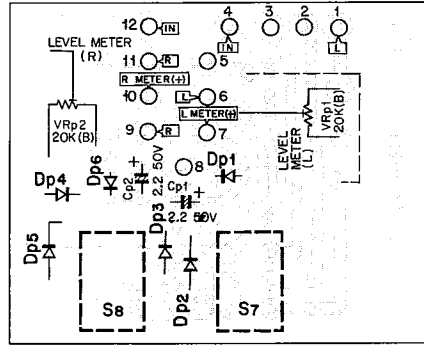 12 IN
4
3
2
1
IN
L
LEVEL METER
(R)
11 R
5
R METER(+)
10
L
6
L METER(+)
VRp2
20K(B)
9 R
7
VRp1
20K(B)
LEVEL
METER
(L)
8
Dp1
Dp4
Dp6
Cp2
2.2 50V
Cp1
2.2 50V
Dp5
Dp3
Dp2
S8
S7